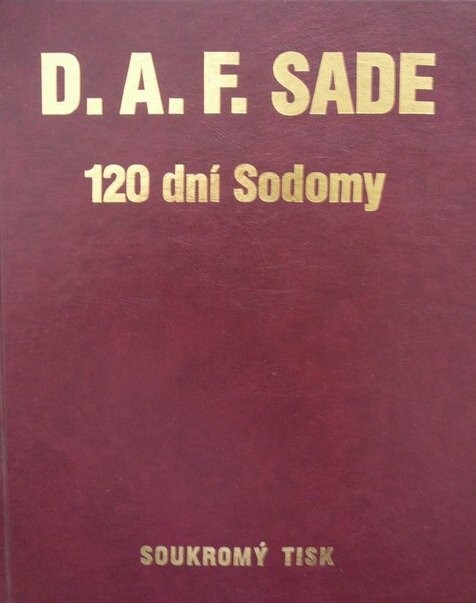 D. A. F. SADE
120 dní Sodomy
SOUKROMÝ TISK